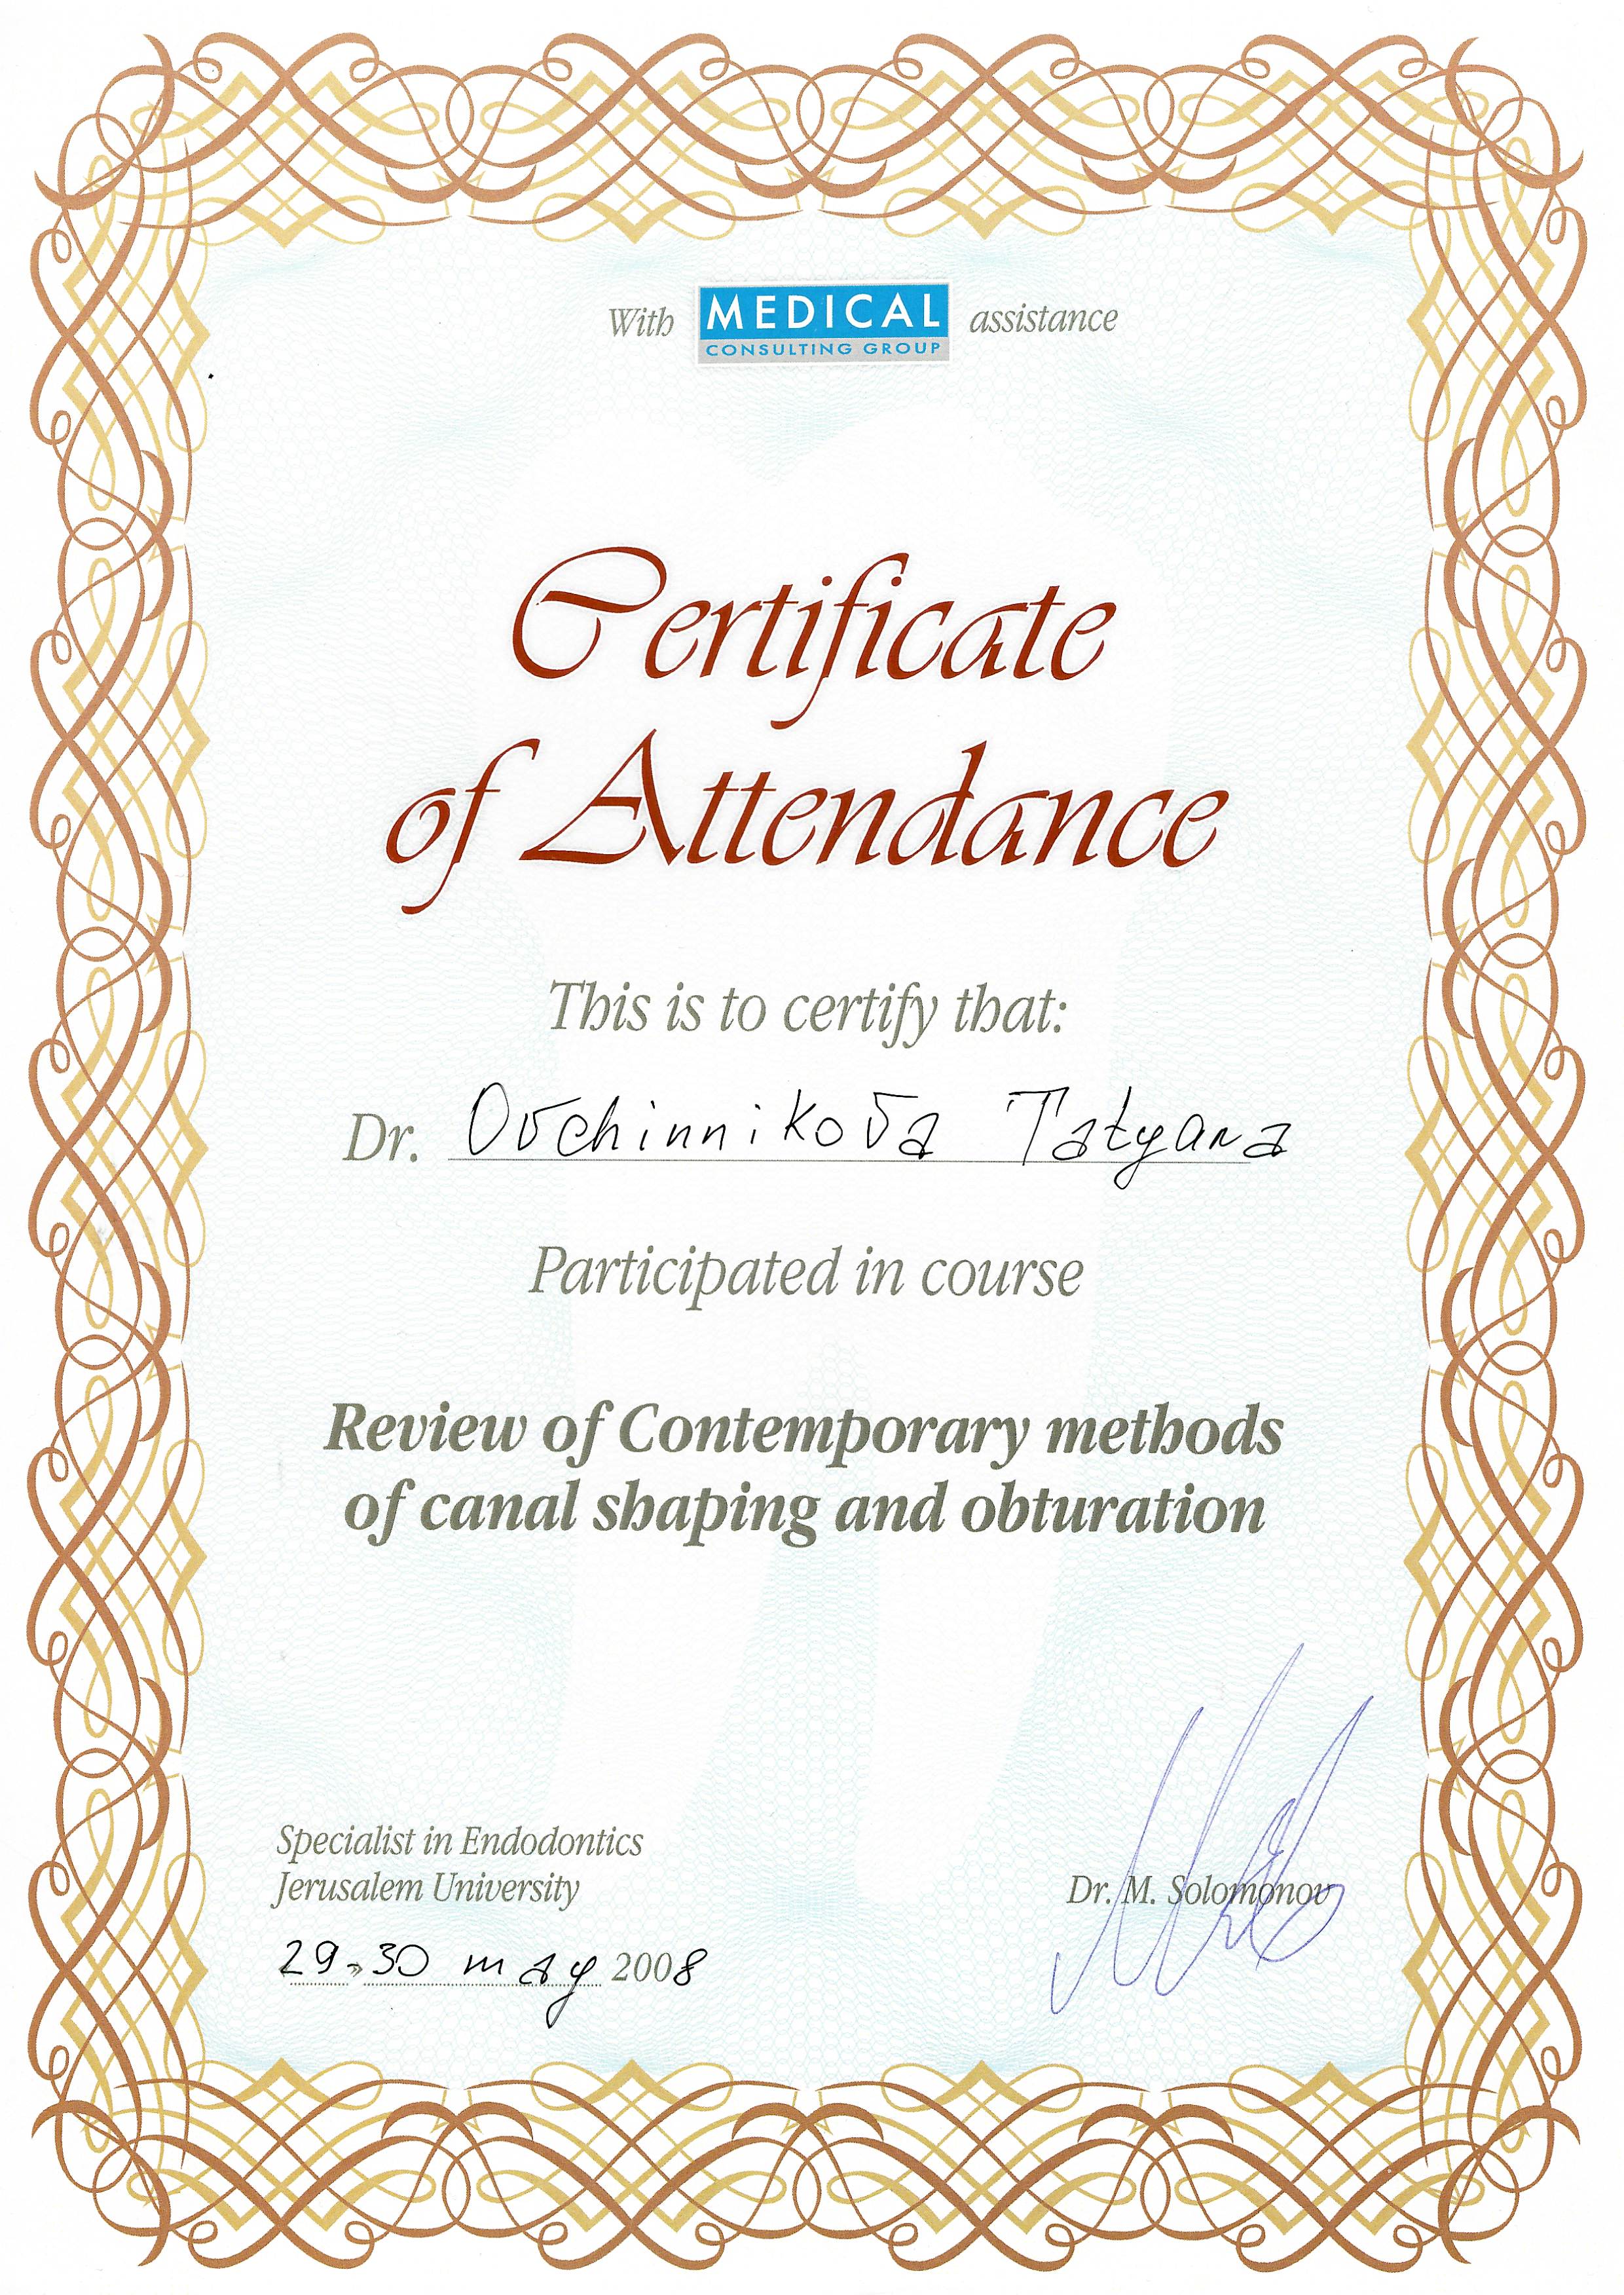 With MEDICAL assistance
CONSULTING GROUP
Certificate
of Attendance
This is to certify that:
Dr. Ovchinnikova Tatyana
Participated in course
Review of Contemporary methods
of canal shaping and obturation
Specialist in Endodontics
Jerusalem University
Dr. M. Solomonov
29-30 may 2008